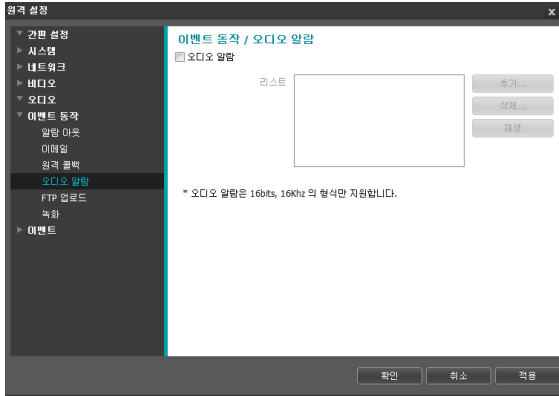 원격 설정
x
간편 설정
시스템
네트워크
비디오
오디오
이벤트 동작
알람 아웃
이메일
원격 콜백
오디오 알람
FTP 업로드
녹화
이벤트
이벤트 동작 / 오디오 알람
오디오 알람
리스트
추가...
삭제...
재생
* 오디오 알람은 16bits, 16Khz 의 형식만 지원합니다.
확인
취소
적용